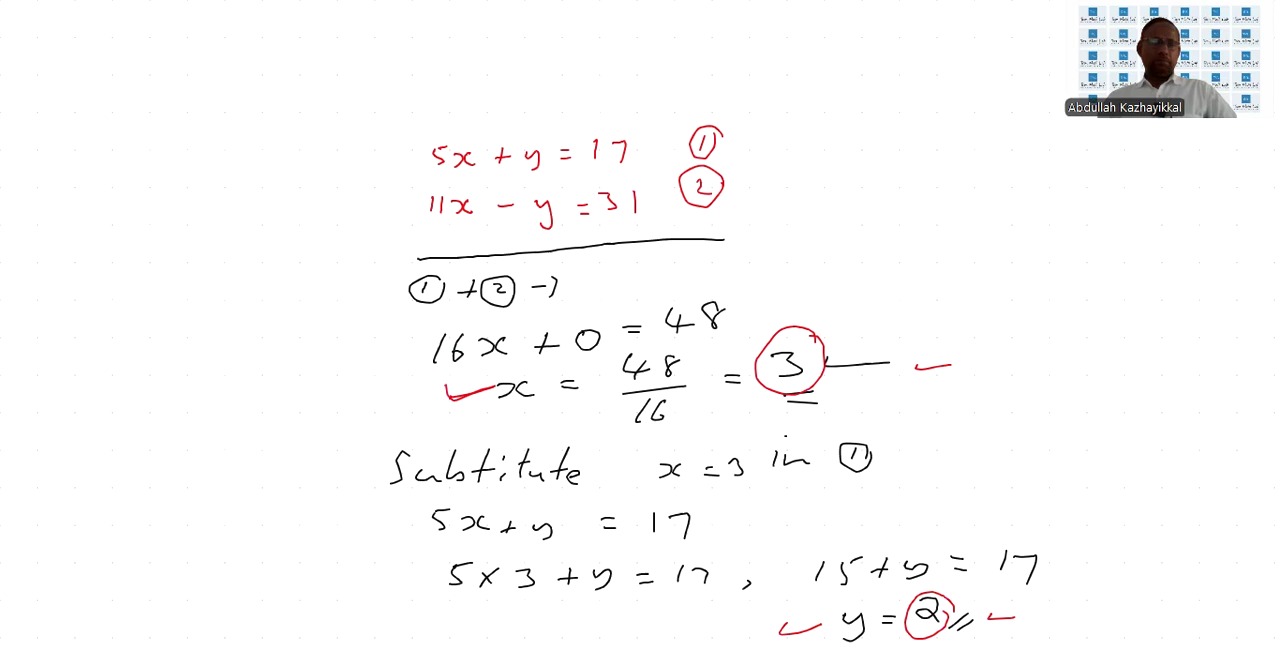 Abdullah Kazhayikkal
5x + y = 17 ①
11x - y = 31 ②
① + ② →
16x + 0 = 48
x = 48/16 = 3
Substitute x = 3 in ①
5x + y = 17
5 × 3 + y = 17, 15 + y = 17
y = 2